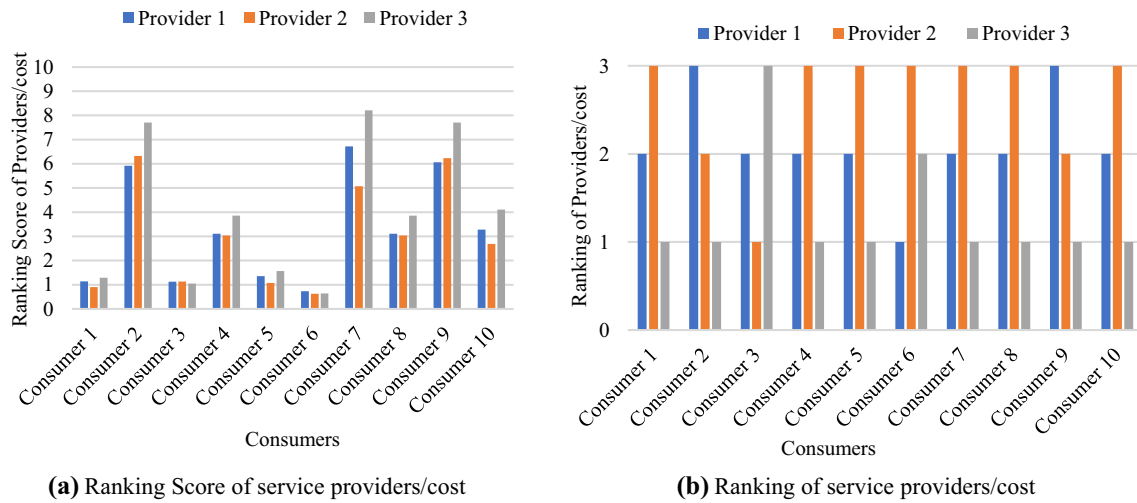 Provider 1 Provider 2 Provider 3
Ranking Score of Providers/cost
10
9
8
7
6
5
4
3
2
1
0
Consumer 1
Consumer 2
Consumer 3
Consumer 4
Consumer 5
Consumer 6
Consumer 7
Consumer 8
Consumer 9
Consumer 10
Consumers
(a) Ranking Score of service providers/cost
Provider 1 Provider 2 Provider 3
Ranking of Providers/cost
3
2
1
0
Consumer 1
Consumer 2
Consumer 3
Consumer 4
Consumer 5
Consumer 6
Consumer 7
Consumer 8
Consumer 9
Consumer 10
Consumers
(b) Ranking of service providers/cost